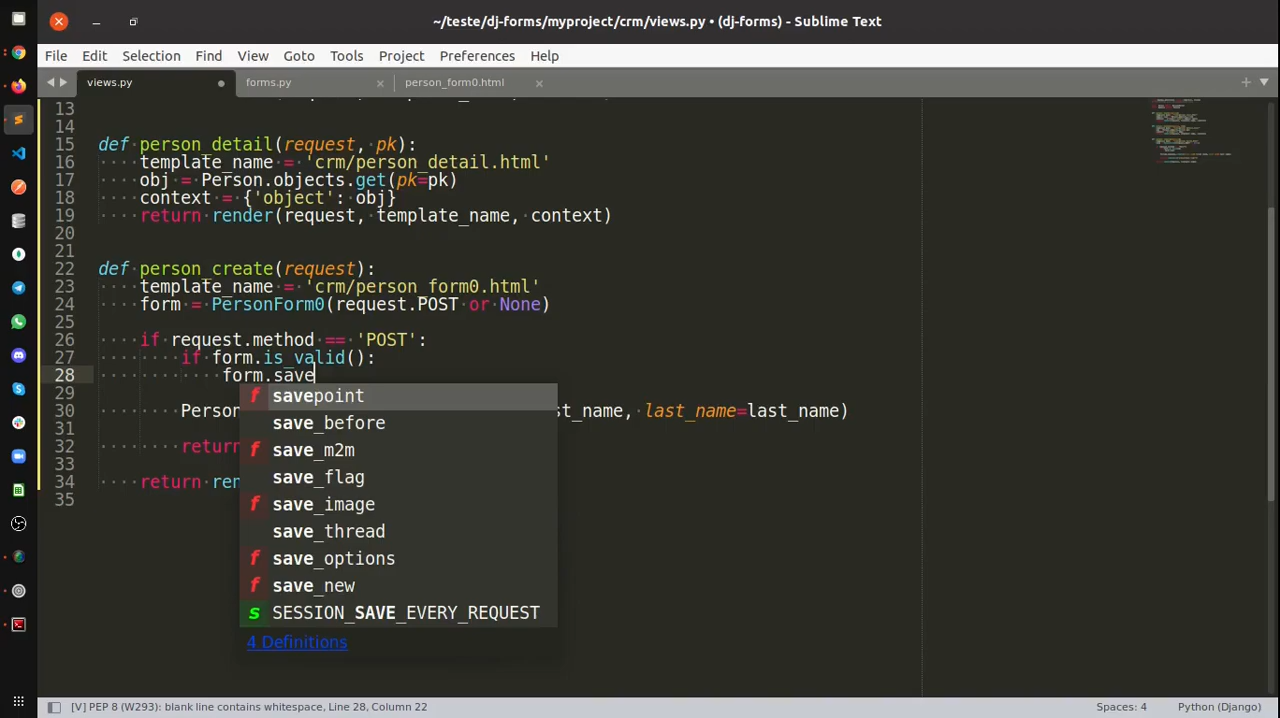 ~/teste/dj-forms/myproject/crm/views.py • (dj-forms) - Sublime Text
File Edit Selection Find View Goto Tools Project Preferences Help
views.py forms.py person_form0.html
13
14
15 def person_detail(request, pk):
16 template_name = 'crm/person_detail.html'
17 obj = Person.objects.get(pk=pk)
18 context = {'object': obj}
19 return render(request, template_name, context)
20
21
22 def person_create(request):
23 template_name = 'crm/person_form0.html'
24 form = PersonForm0(request.POST or None)
25
26 if request.method == 'POST':
27 if form.is_valid():
28 form.save
29
30 Person st_name, last_name=last_name)
31
32 return
33
34 return ren
35
f savepoint
save_before
f save_m2m
save_flag
f save_image
save_thread
f save_options
f save_new
s SESSION_SAVE_EVERY_REQUEST
4 Definitions
[V] PEP 8 (W293): blank line contains whitespace, Line 28, Column 22 Spaces: 4 Python (Django)